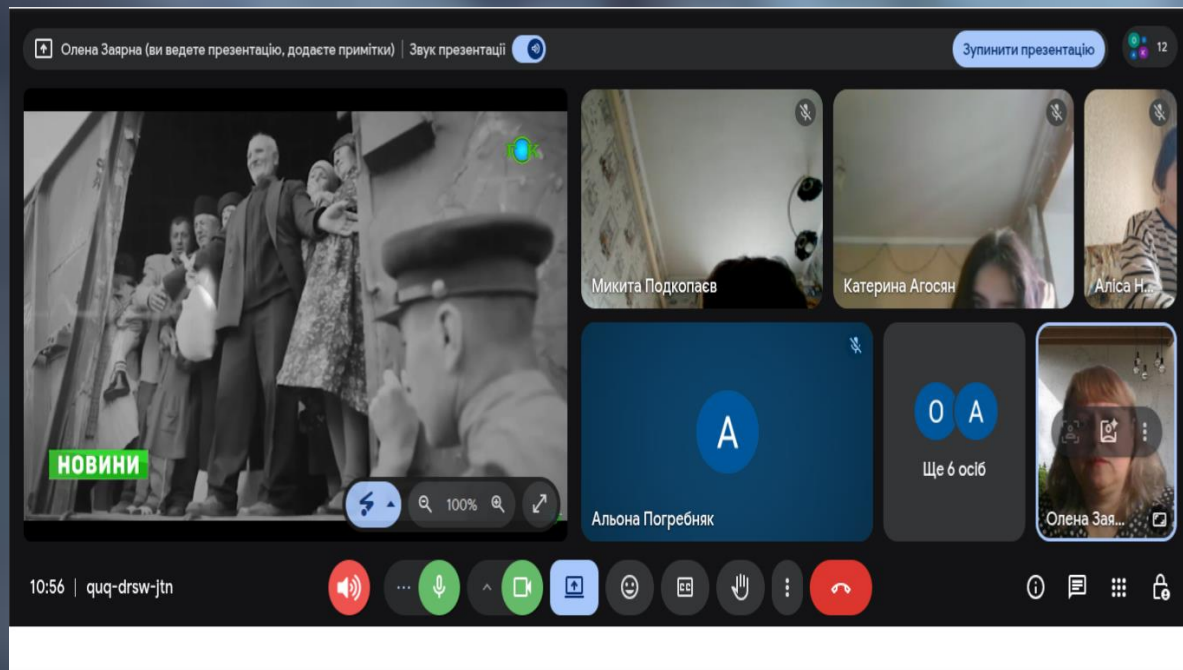 Олена Заярна (ви ведете презентацію, додаєте примітки) | Звук презентації
Зупинити презентацію
12
НОВИНИ
100%
Микита Подкопаєв
Катерина Агосян
Аліса Н...
А
Альона Погребняк
О А
Ще 6 осіб
Олена Зая...
10:56 | quq-drsw-jtn